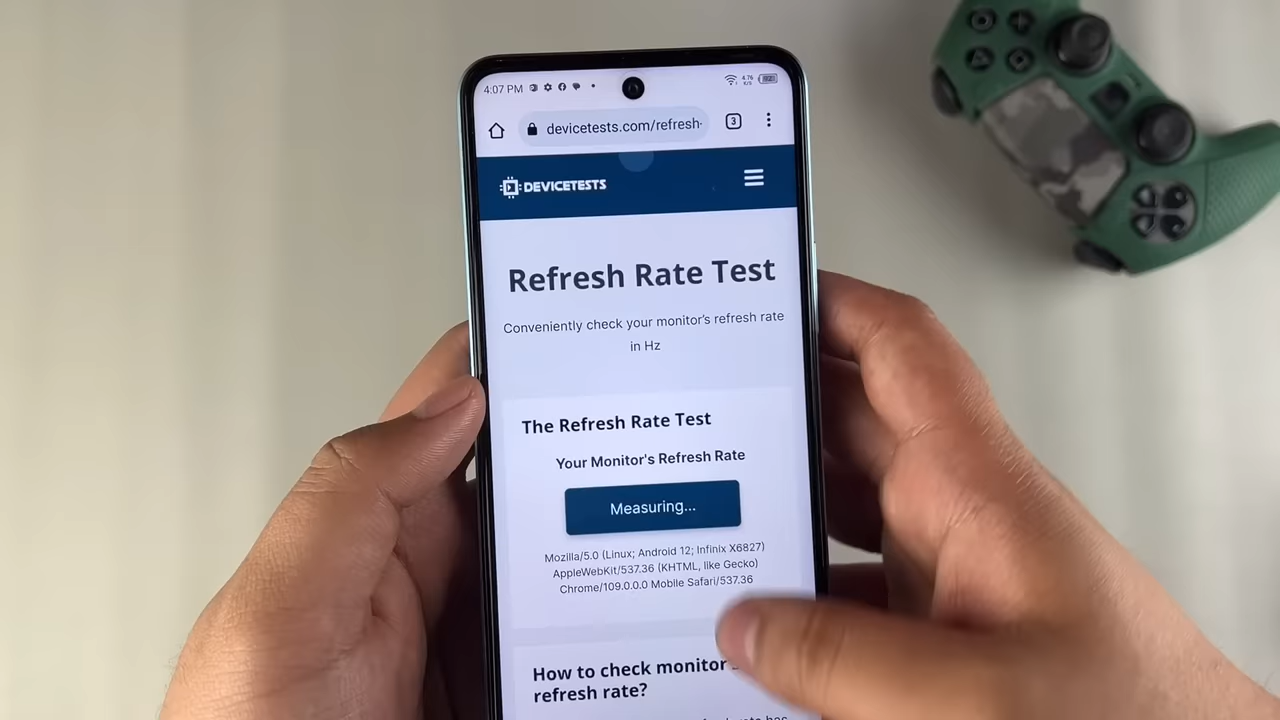 4:07 PM
4.76
K/S
devicetests.com/refresh-
3
DEVICETESTS
Refresh Rate Test
Conveniently check your monitor's refresh rate
in Hz
The Refresh Rate Test
Your Monitor's Refresh Rate
Measuring...
Mozilla/5.0 (Linux; Android 12; Infinix X6827)
AppleWebKit/537.36 (KHTML, like Gecko)
Chrome/109.0.0.0 Mobile Safari/537.36
How to check monitor
refresh rate?